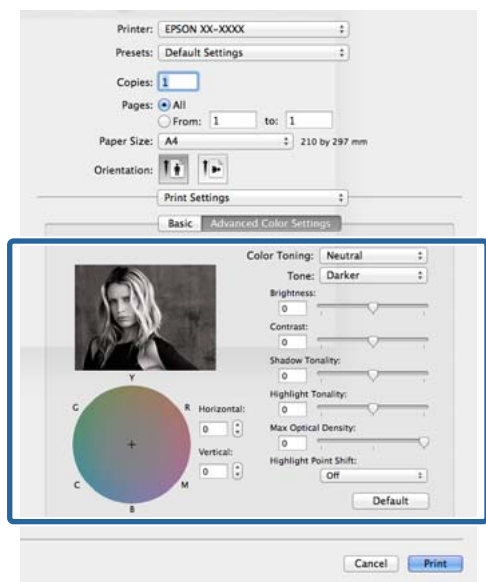 Printer: EPSON XX-XXXX
Presets: Default Settings
Copies: 1
Pages: All
From: 1 to: 1
Paper Size: A4 210 by 297 mm
Orientation:
Print Settings
Basic Advanced Color Settings
Color Toning: Neutral
Tone: Darker
Brightness:
0
Contrast:
0
Shadow Tonality:
0
Highlight Tonality:
0
Max Optical Density:
0
Highlight Point Shift:
Off
Default
Y
G R
C M
B
Horizontal:
0
Vertical:
0
Cancel Print